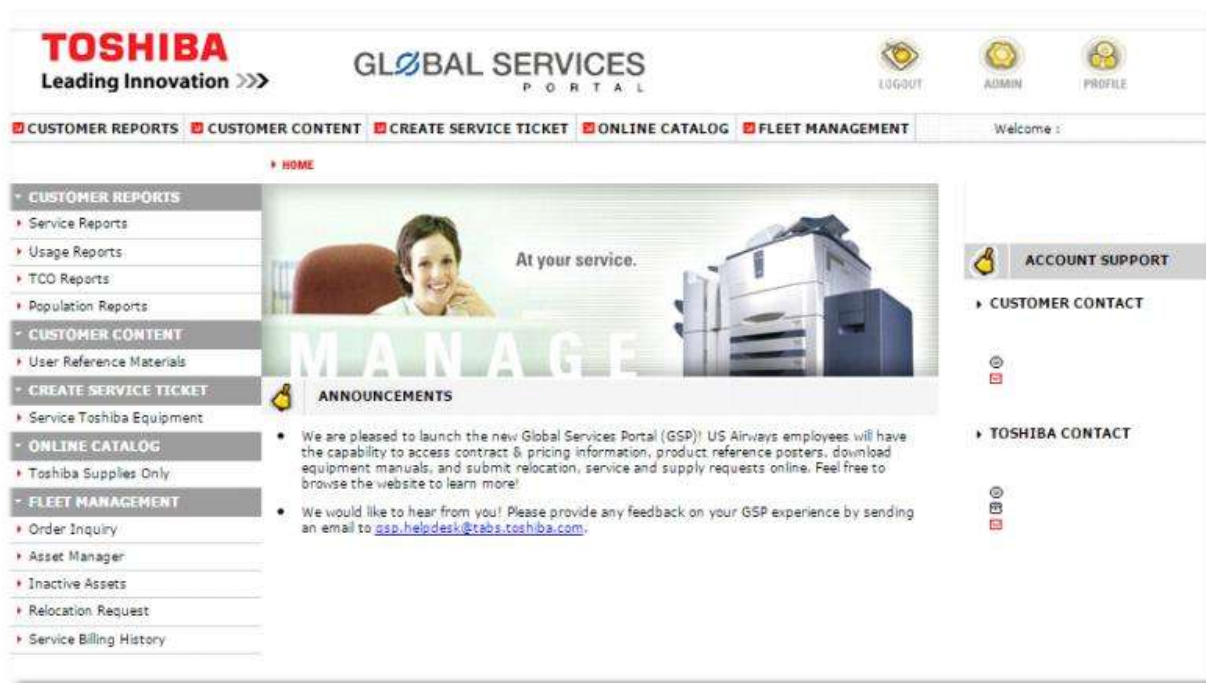 TOSHIBA
Leading Innovation >>>
GLØBAL SERVICES
PORTAL
LOGOUT
ADMIN
PROFILE
CUSTOMER REPORTS
CUSTOMER CONTENT
CREATE SERVICE TICKET
ONLINE CATALOG
FLEET MANAGEMENT
Welcome :
HOME
CUSTOMER REPORTS
Service Reports
Usage Reports
TCO Reports
Population Reports
CUSTOMER CONTENT
User Reference Materials
CREATE SERVICE TICKET
Service Toshiba Equipment
ONLINE CATALOG
Toshiba Supplies Only
FLEET MANAGEMENT
Order Inquiry
Asset Manager
Inactive Assets
Relocation Request
Service Billing History
At your service.
MANAGE
ANNOUNCEMENTS
• We are pleased to launch the new Global Services Portal (GSP)! US Airways employees will have
the capability to access contract & pricing information, product reference posters, download
equipment manuals, and submit relocation, service and supply requests online. Feel free to
browse the website to learn more!
• We would like to hear from you! Please provide any feedback on your GSP experience by sending
an email to gsp.helpdesk@tabs.toshiba.com.
ACCOUNT SUPPORT
CUSTOMER CONTACT
TOSHIBA CONTACT